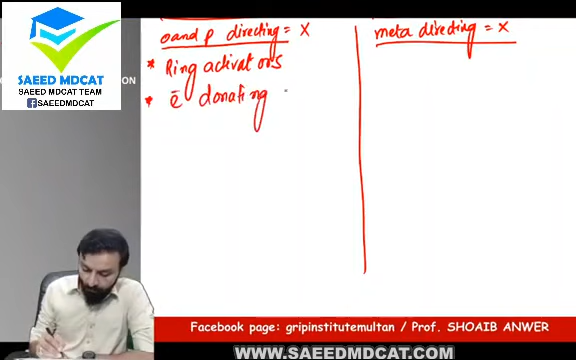 o and p directing = X
meta directing = X
* Ring activators
* ē donating
SAEED MDCAT
SAEED MDCAT TEAM
SAEEDMDCAT
Facebook page: gripinstitutemultan / Prof. SHOAIB ANWER
WWW.SAEEDMDCAT.COM